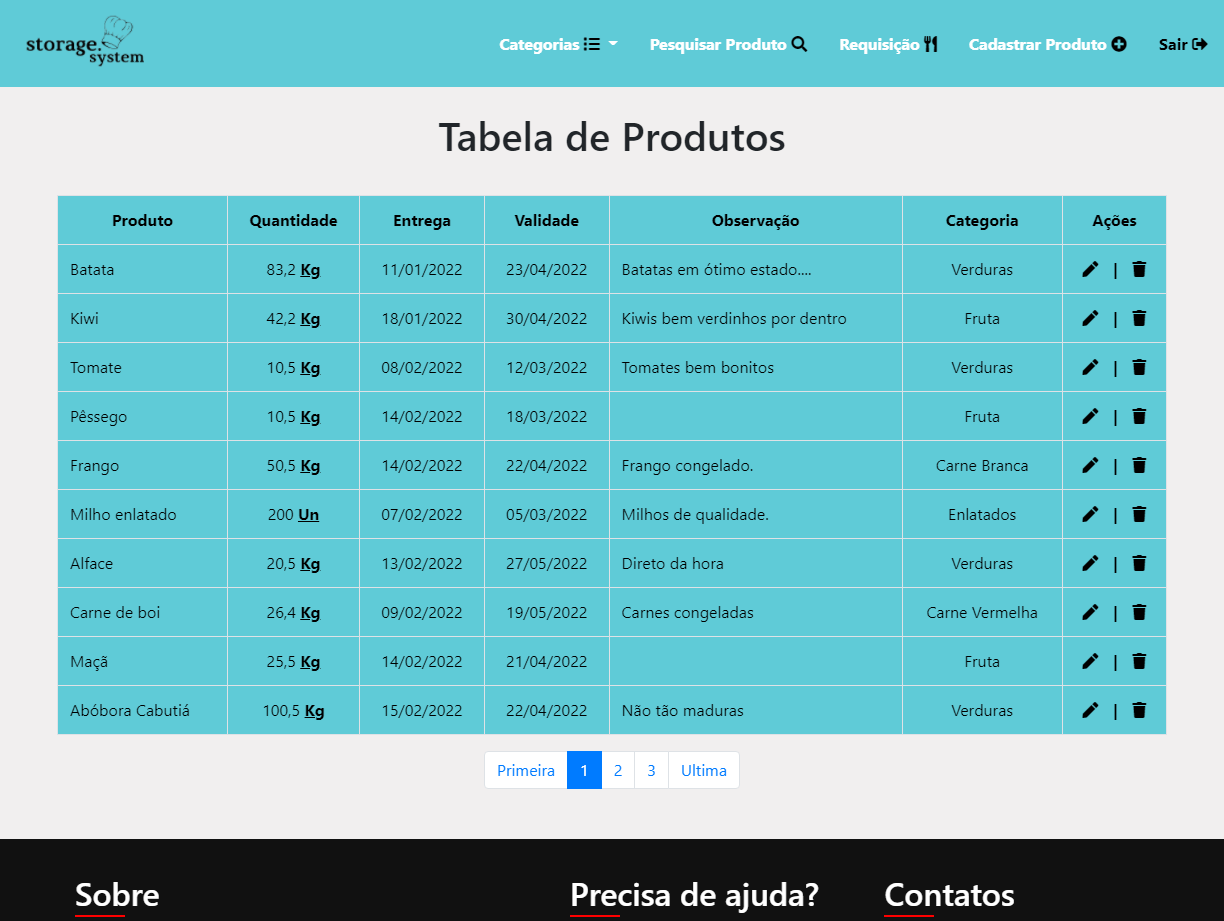 storage.
system
Categorias Pesquisar Produto Requisição Cadastrar Produto Sair
Tabela de Produtos
Produto Quantidade Entrega Validade Observação Categoria Ações
Batata 83,2 Kg 11/01/2022 23/04/2022 Batatas em ótimo estado.... Verduras |
Kiwi 42,2 Kg 18/01/2022 30/04/2022 Kiwis bem verdinhos por dentro Fruta |
Tomate 10,5 Kg 08/02/2022 12/03/2022 Tomates bem bonitos Verduras |
Pêssego 10,5 Kg 14/02/2022 18/03/2022 Fruta |
Frango 50,5 Kg 14/02/2022 22/04/2022 Frango congelado. Carne Branca |
Milho enlatado 200 Un 07/02/2022 05/03/2022 Milhos de qualidade. Enlatados |
Alface 20,5 Kg 13/02/2022 27/05/2022 Direto da hora Verduras |
Carne de boi 26,4 Kg 09/02/2022 19/05/2022 Carnes congeladas Carne Vermelha |
Maçã 25,5 Kg 14/02/2022 21/04/2022 Fruta |
Abóbora Cabutiá 100,5 Kg 15/02/2022 22/04/2022 Não tão maduras Verduras |
Primeira 1 2 3 Ultima
Sobre Precisa de ajuda? Contatos